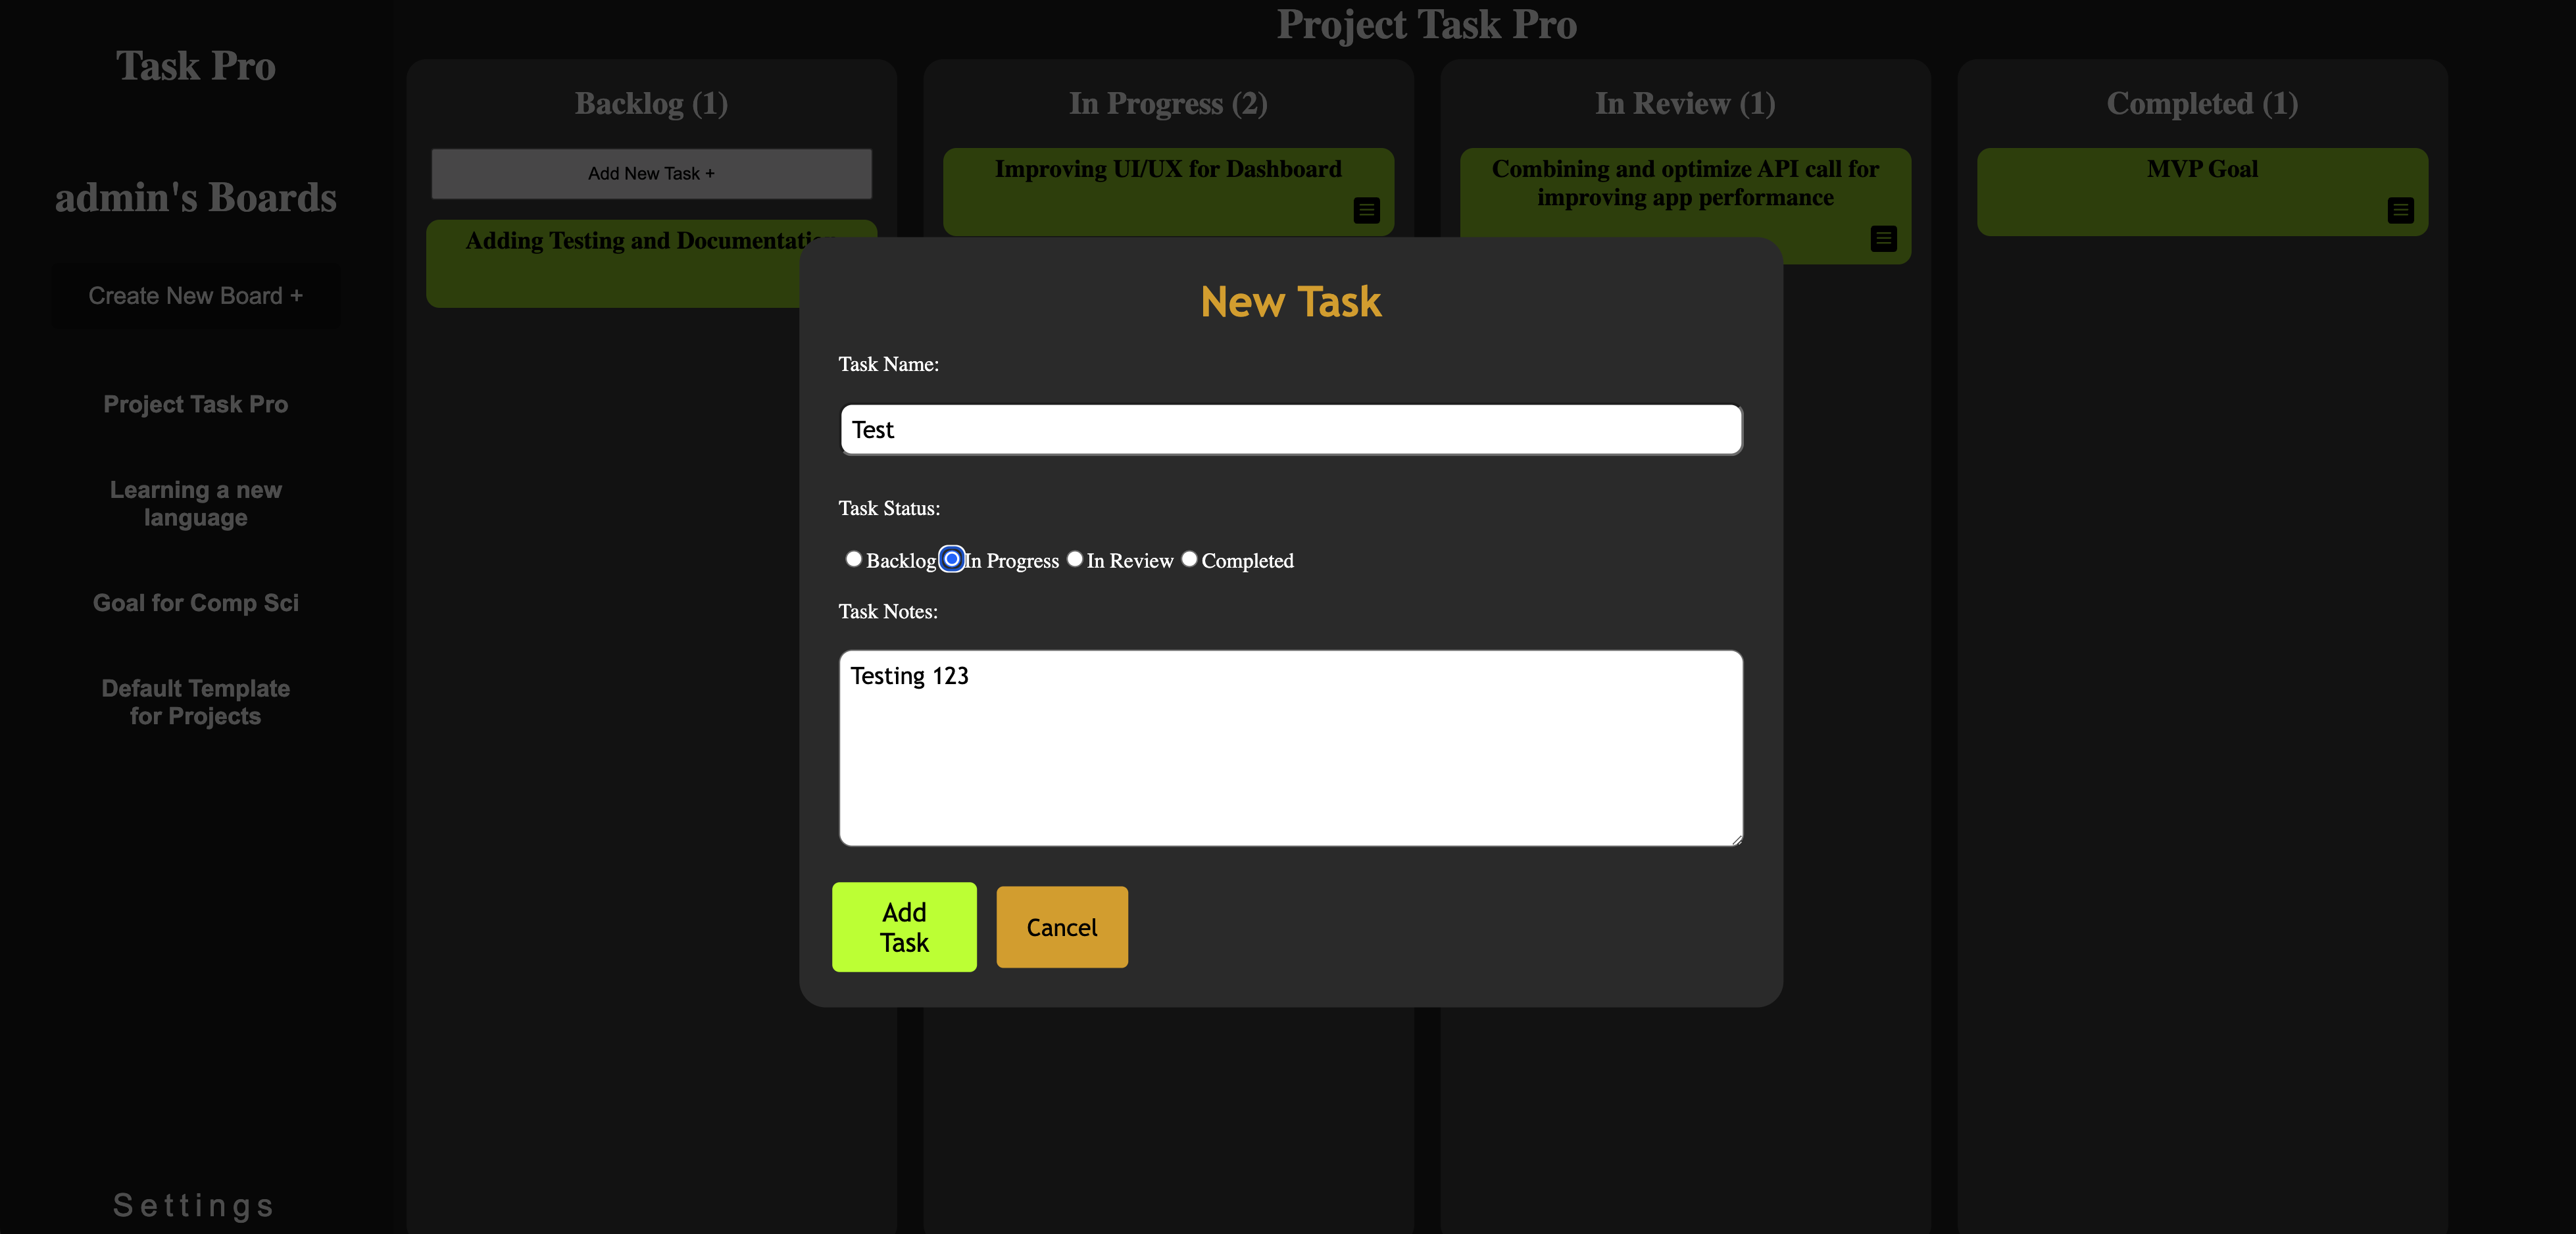 Task Pro
admin's Boards
Create New Board +
Project Task Pro
Learning a new
language
Goal for Comp Sci
Default Template
for Projects
Settings
Project Task Pro
Backlog (1)
Add New Task +
Adding Testing and Documentation
In Progress (2)
Improving UI/UX for Dashboard
In Review (1)
Combining and optimize API call for
improving app performance
Completed (1)
MVP Goal
New Task
Task Name:
Test
Task Status:
Backlog In Progress In Review Completed
Task Notes:
Testing 123
Add
Task
Cancel